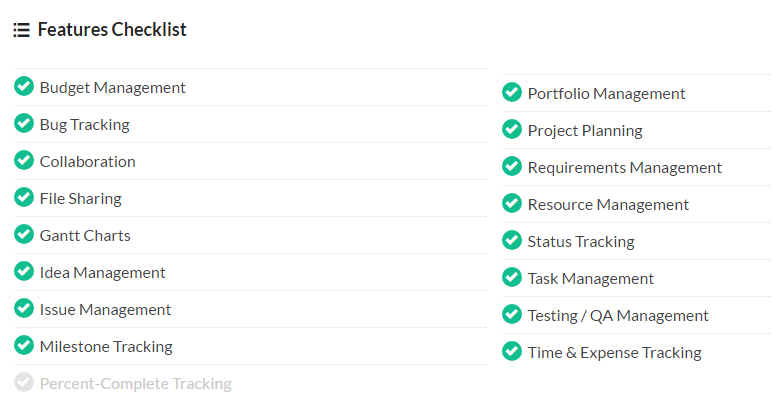 Features Checklist
Budget Management
Bug Tracking
Collaboration
File Sharing
Gantt Charts
Idea Management
Issue Management
Milestone Tracking
Percent-Complete Tracking
Portfolio Management
Project Planning
Requirements Management
Resource Management
Status Tracking
Task Management
Testing / QA Management
Time & Expense Tracking